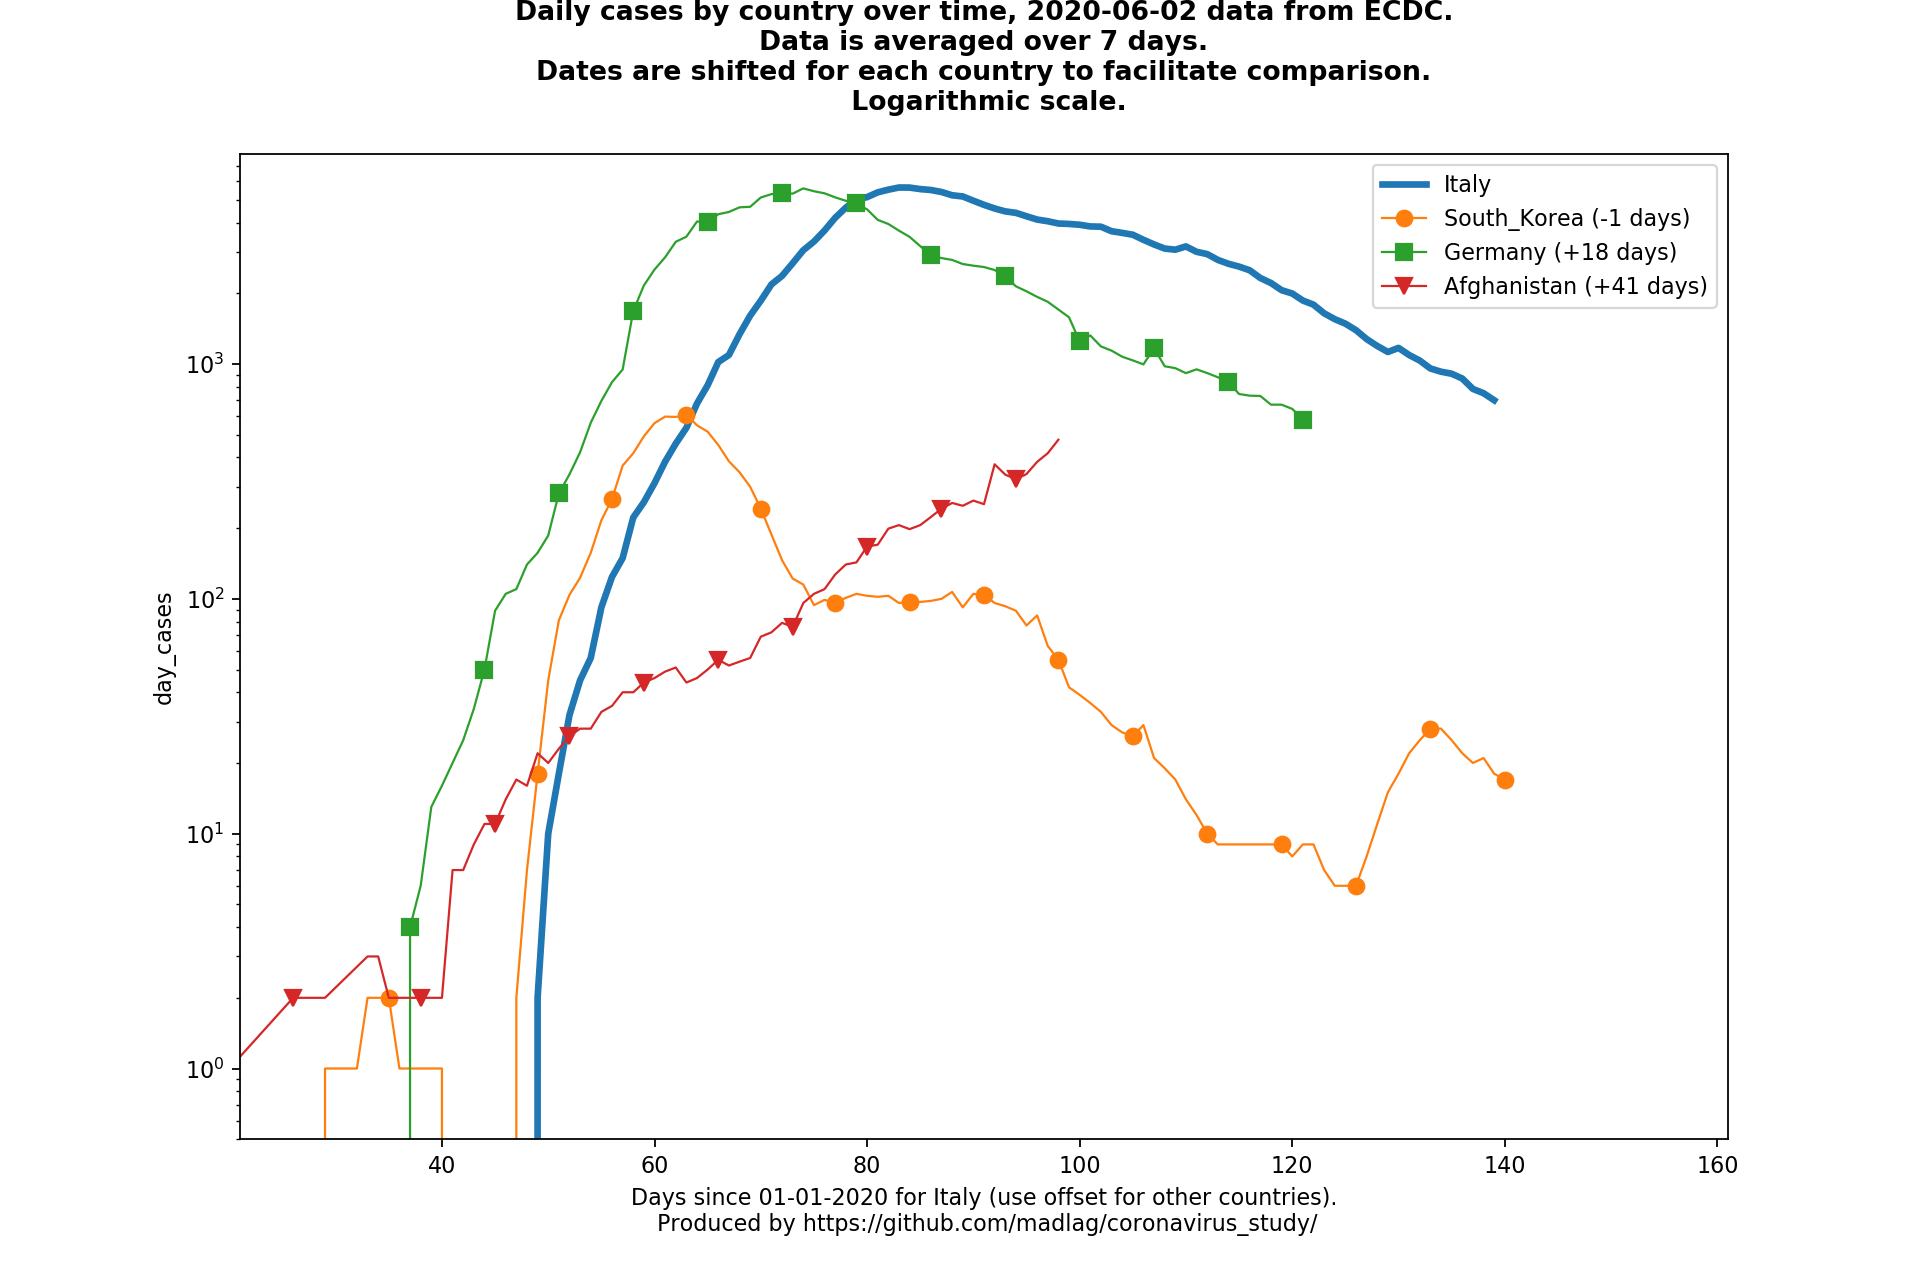 Daily cases by country over time, 2020-06-02 data from ECDC.
Data is averaged over 7 days.
Dates are shifted for each country to facilitate comparison.
Logarithmic scale.
Italy
South_Korea (-1 days)
Germany (+18 days)
Afghanistan (+41 days)
10³
10²
10¹
10⁰
day_cases
40 60 80 100 120 140 160
Days since 01-01-2020 for Italy (use offset for other countries).
Produced by https://github.com/madlag/coronavirus_study/